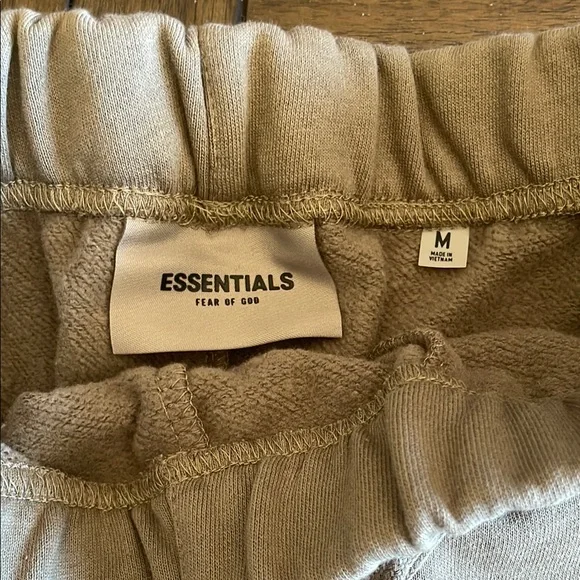 ESSENTIALS
FEAR OF GOD
M
MADE IN
VIETNAM